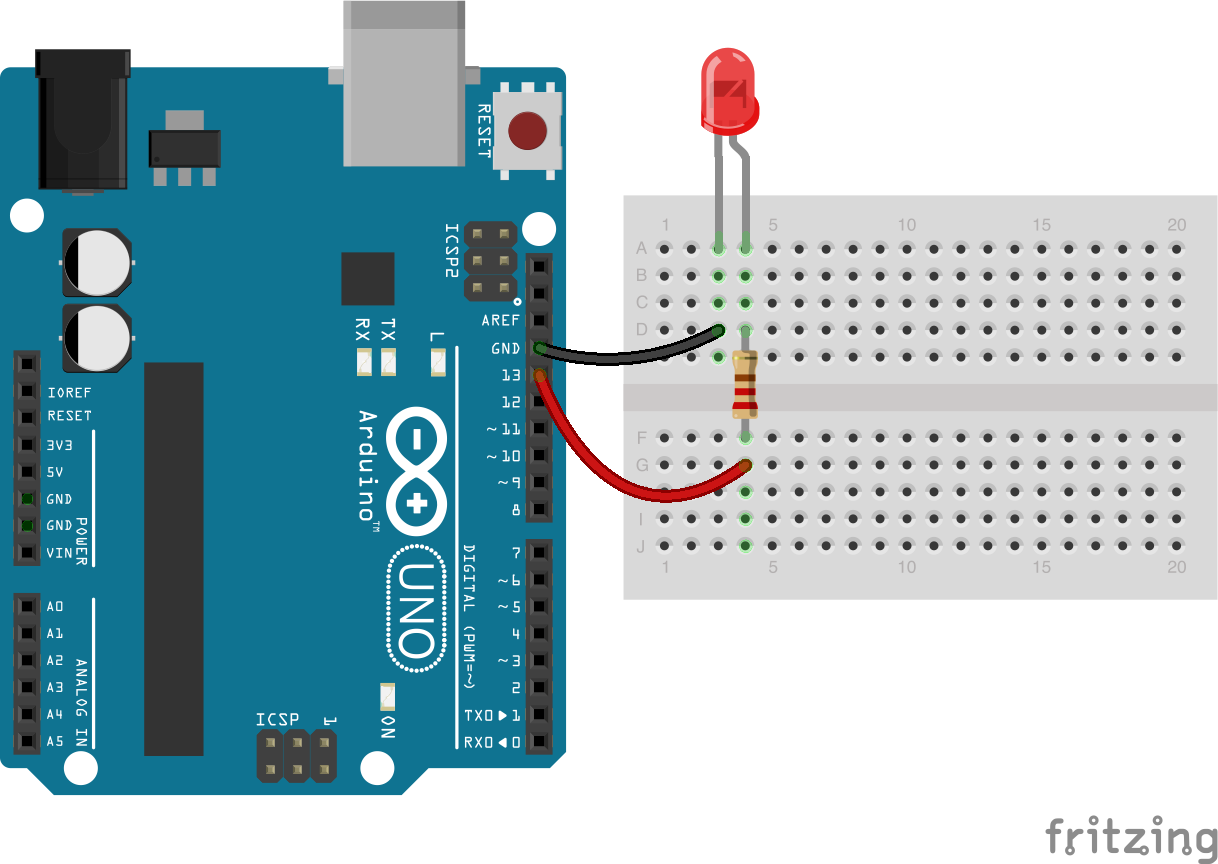 RESET
ICSP2
AREF
GND
13
12
~11
~10
~9
8
RX
TX
L
IOREF
RESET
3V3
5V
GND
GND
VIN
POWER
Arduino™
UNO
DIGITAL (PWM=~)
7
~6
~5
4
~3
2
TX0▶1
RX0◀0
A0
A1
A2
A3
A4
A5
ANALOG IN
ICSP
1
ON
1 5 10 15 20
A
B
C
D
F
G
I
J
1 5 10 15 20
fritzing